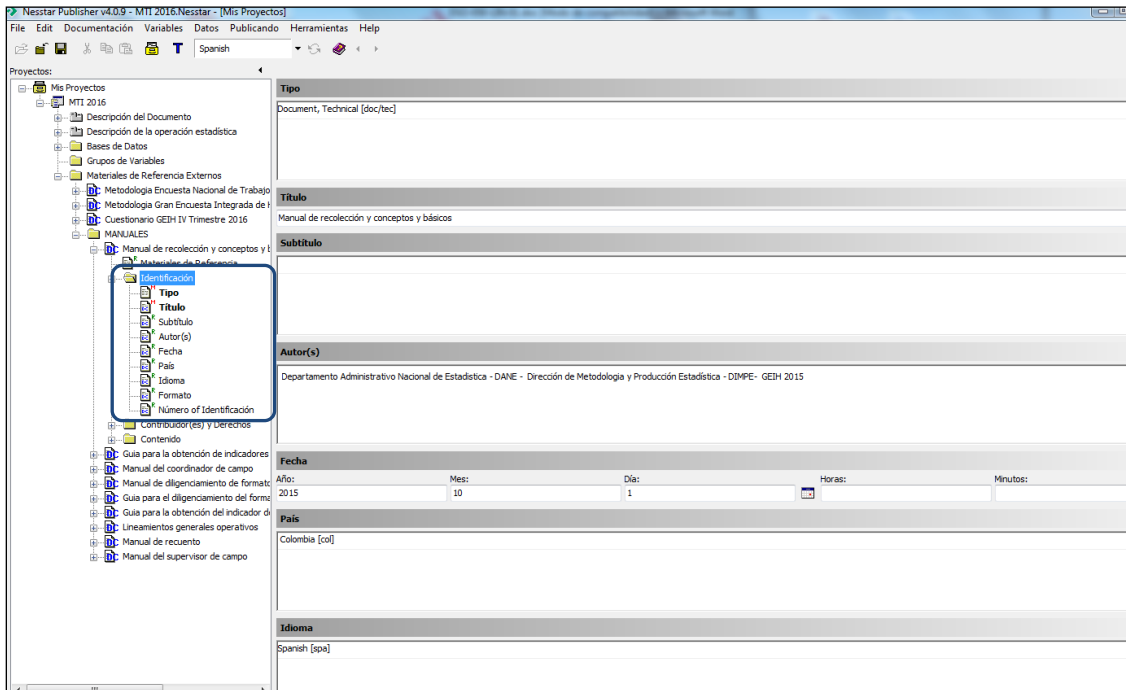 Nesstar Publisher v4.0.9 - MTI 2016.Nesstar - [Mis Proyectos]
File Edit Documentación Variables Datos Publicando Herramientas Help
T Spanish
Proyectos:
Mis Proyectos
MTI 2016
Descripción del Documento
Descripción de la operación estadística
Bases de Datos
Grupos de Variables
Materiales de Referencia Externos
Metodologia Encuesta Nacional de Trabajo
Metodologia Gran Encuesta Integrada de
Cuestionario GEIH IV Trimestre 2016
MANUALES
Manual de recolección y conceptos y
Materiales de Referencia
Identificación
Tipo
Título
Subtítulo
Autor(s)
Fecha
País
Idioma
Formato
Número of Identificación
Contribuidor(es) y Derechos
Contenido
Guia para la obtención de indicadores
Manual del coordinador de campo
Manual de diligenciamiento de formato
Guia para el diligenciamiento del forma
Guia para la obtención del indicador de
Lineamientos generales operativos
Manual de recuento
Manual del supervisor de campo
Tipo
Document, Technical [doc/tec]
Título
Manual de recolección y conceptos y básicos
Subtítulo
Autor(s)
Departamento Administrativo Nacional de Estadistica - DANE - Dirección de Metodologia y Producción Estadística - DIMPE- GEIH 2015
Fecha
Año: Mes: Día: Horas: Minutos:
2015 10 1
País
Colombia [col]
Idioma
Spanish [spa]